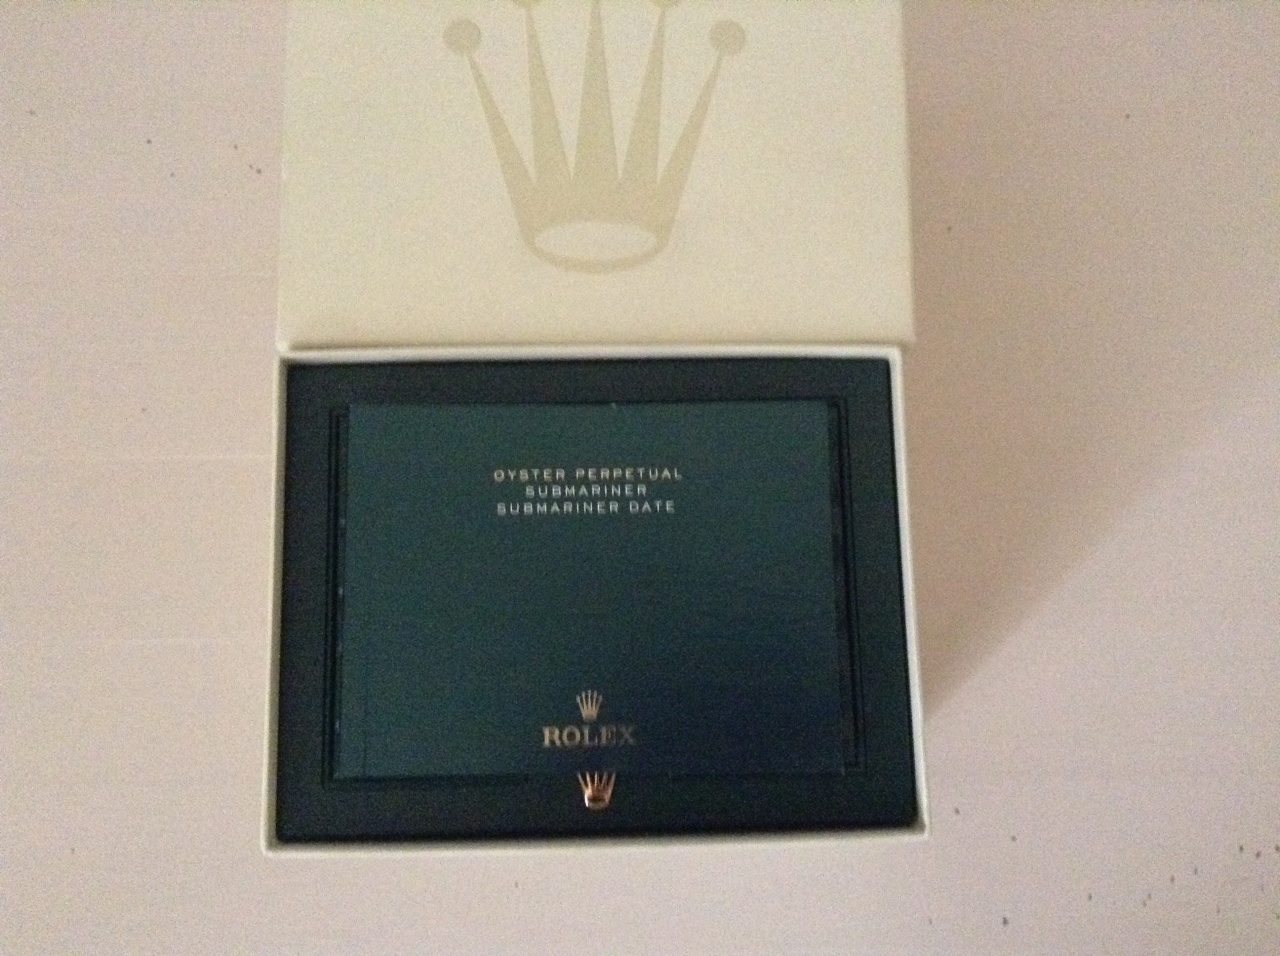 OYSTER PERPETUAL
SUBMARINER
SUBMARINER DATE
ROLEX